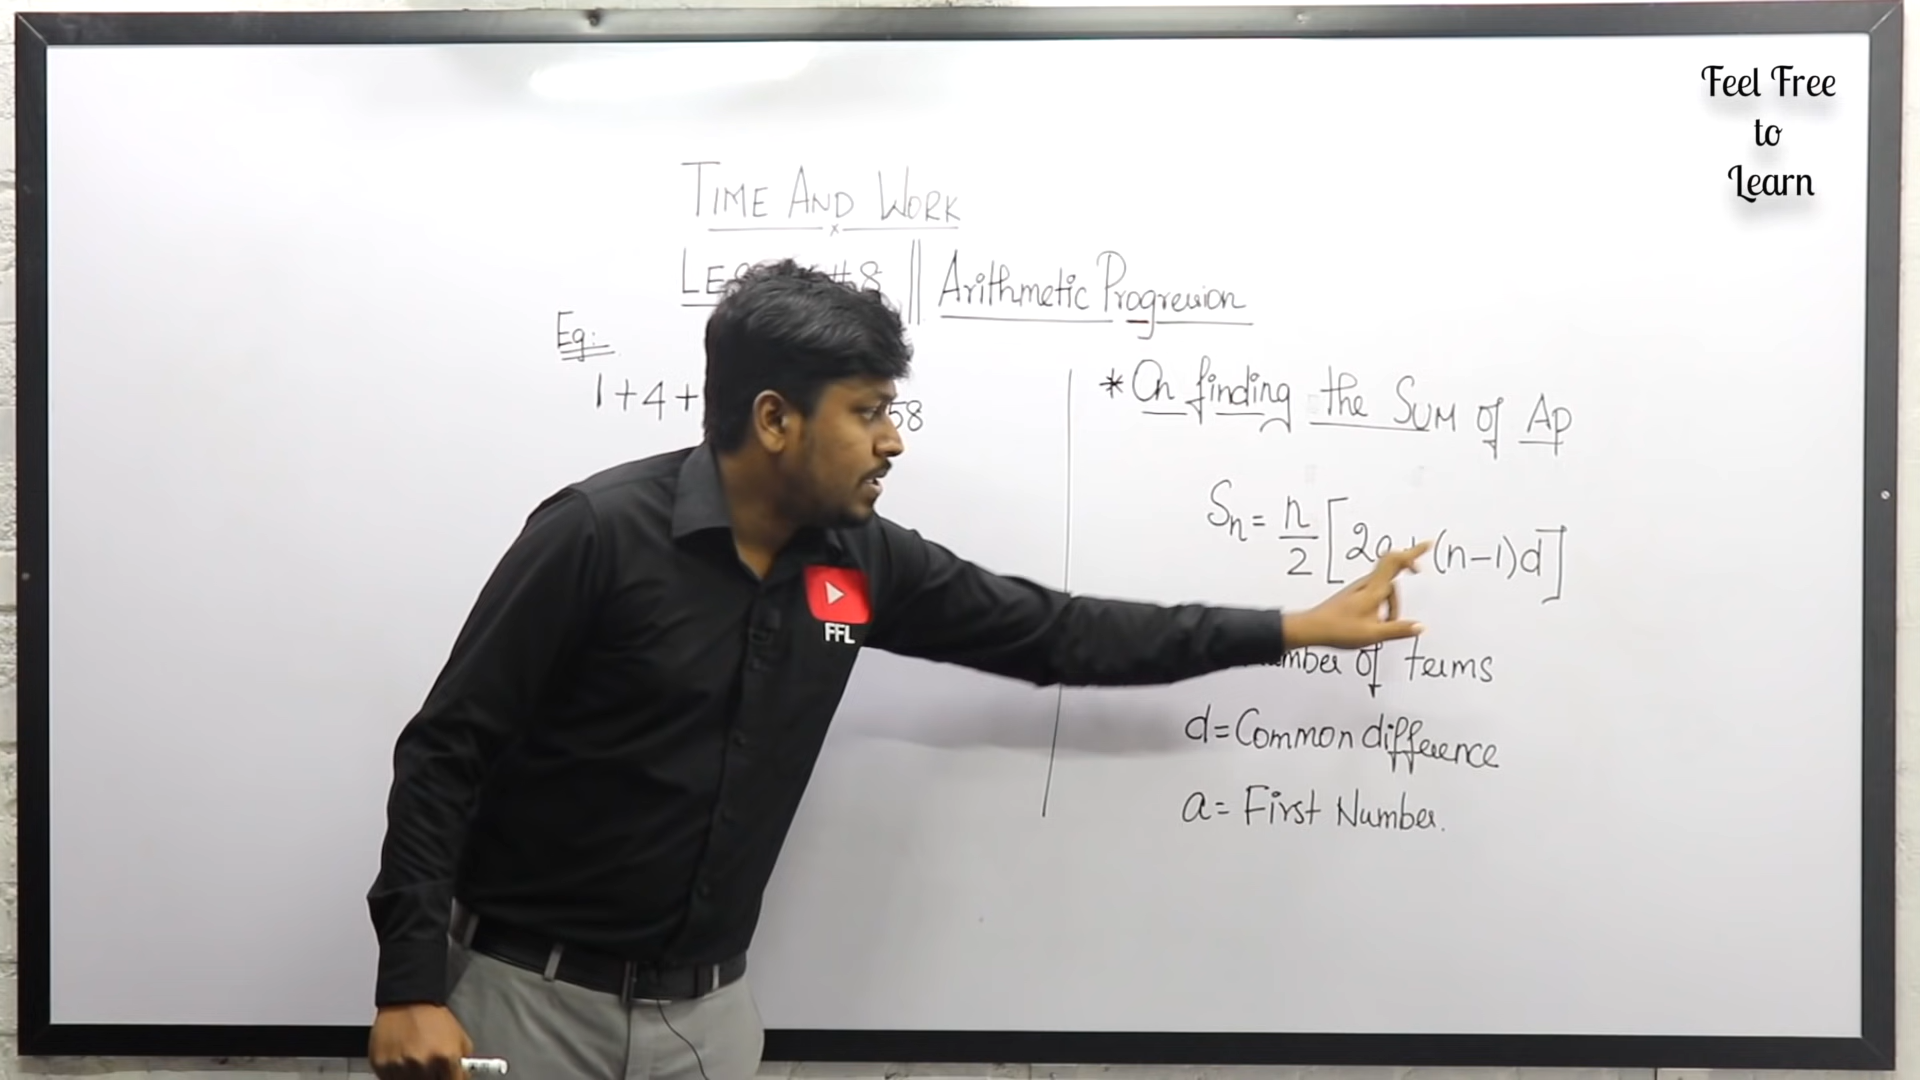 Feel Free
to
Learn
TIME AND WORK
#8 || Arithmetic Progression
Eg:
1+4+ 58
* On finding the SUM of Ap
Sn = n/2 [2a + (n-1)d]
of terms
d = Common difference
a = First Number.
FFL